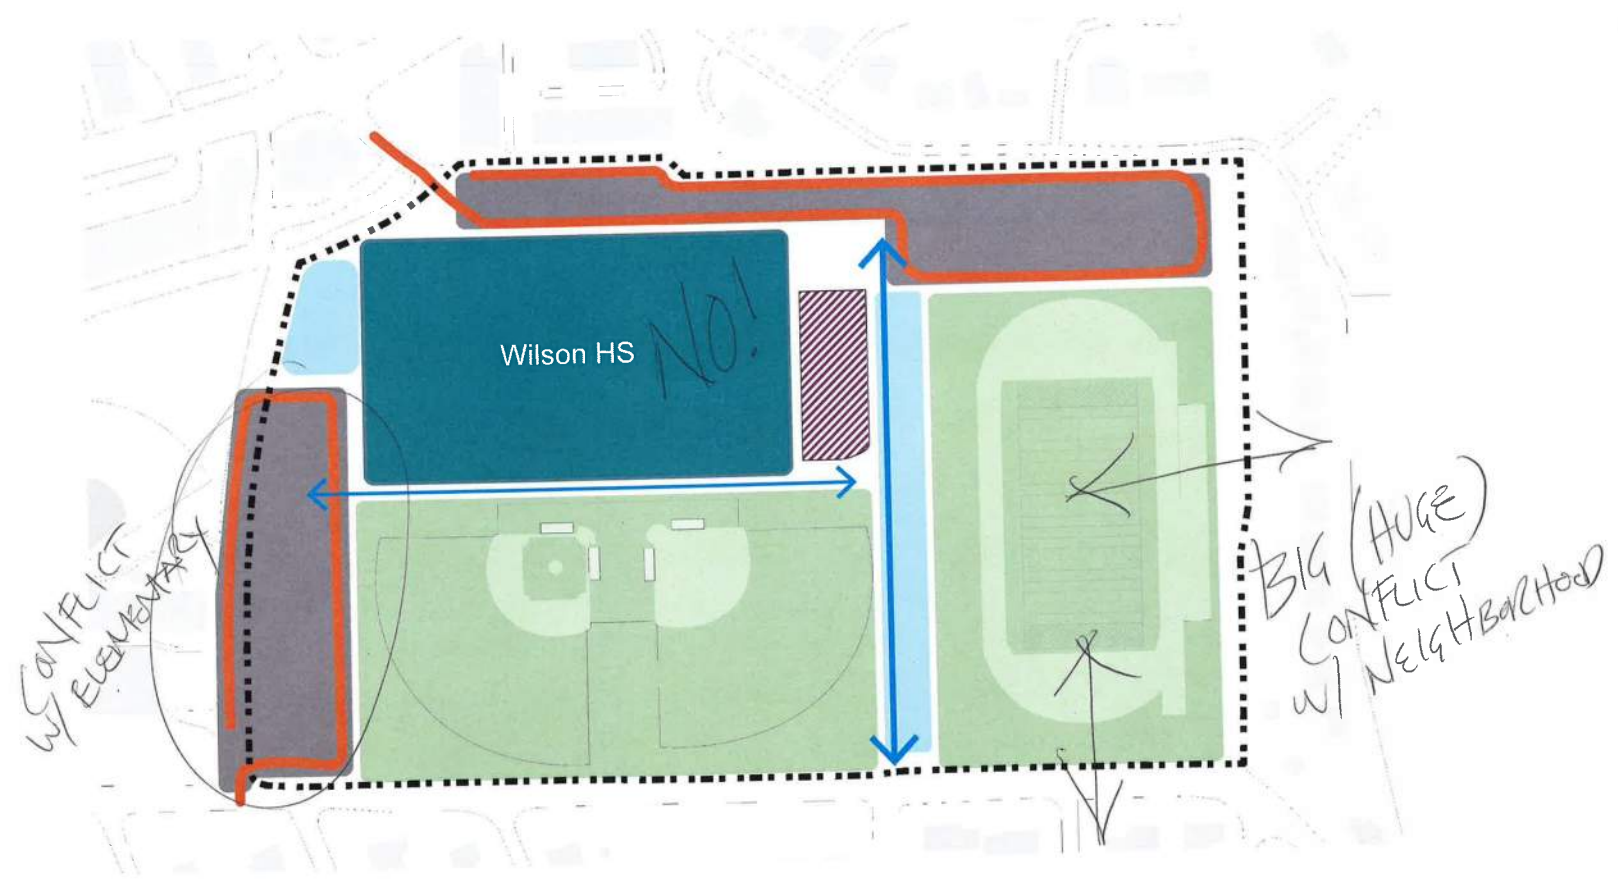 Wilson HS
NO!
CONFLICT
W/ ELEMENTARY
BIG (HUGE)
CONFLICT
W/ NEIGHBORHOOD